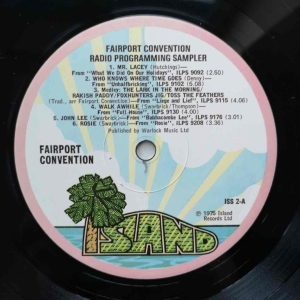 FAIRPORT CONVENTION
RADIO PROGRAMMING SAMPLER
1. MR. LACEY (Hutchings)—
From "What We Did On Our Holidays", ILPS 9092 (2.50)
2. WHO KNOWS WHERE TIME GOES (Denny)—
From "Unhalfbricking", ILPS 9102 (5.08)
3. Medley: THE LARK IN THE MORNING/
RAKISH PADDY/FOXHUNTERS JIG/TOSS THE FEATHERS
(Trad., arr Fairport Convention)—From "Liege and Lief", ILPS 9115 (4.06)
4. WALK AWHILE (Swarbrick/Thompson)—
From "Full House", ILPS 9130 (4.00)
5. JOHN LEE (Swarbrick)—From "Babbacombe Lee", ILPS 9176 (3.01)
6. ROSIE (Swarbrick)—From "Rosie", ILPS 9208 (3.36)
Published by Warlock Music Ltd
FAIRPORT
CONVENTION
ISS 2-A
℗ 1975 Island
Records Ltd
ISLAND